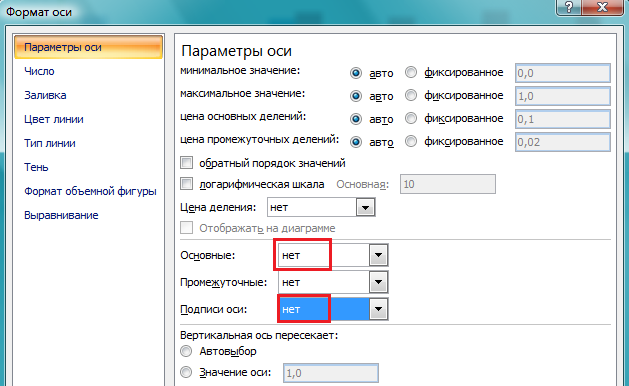 Формат оси
Параметры оси
Число
Заливка
Цвет линии
Тип линии
Тень
Формат объемной фигуры
Выравнивание
Параметры оси
минимальное значение: авто фиксированное 0,0
максимальное значение: авто фиксированное 1,0
цена основных делений: авто фиксированное 0,1
цена промежуточных делений: авто фиксированное 0,02
обратный порядок значений
логарифмическая шкала Основная: 10
Цена деления: нет
Отображать на диаграмме
Основные: нет
Промежуточные: нет
Подписи оси: нет
Вертикальная ось пересекает:
Автовыбор
Значение оси: 1,0